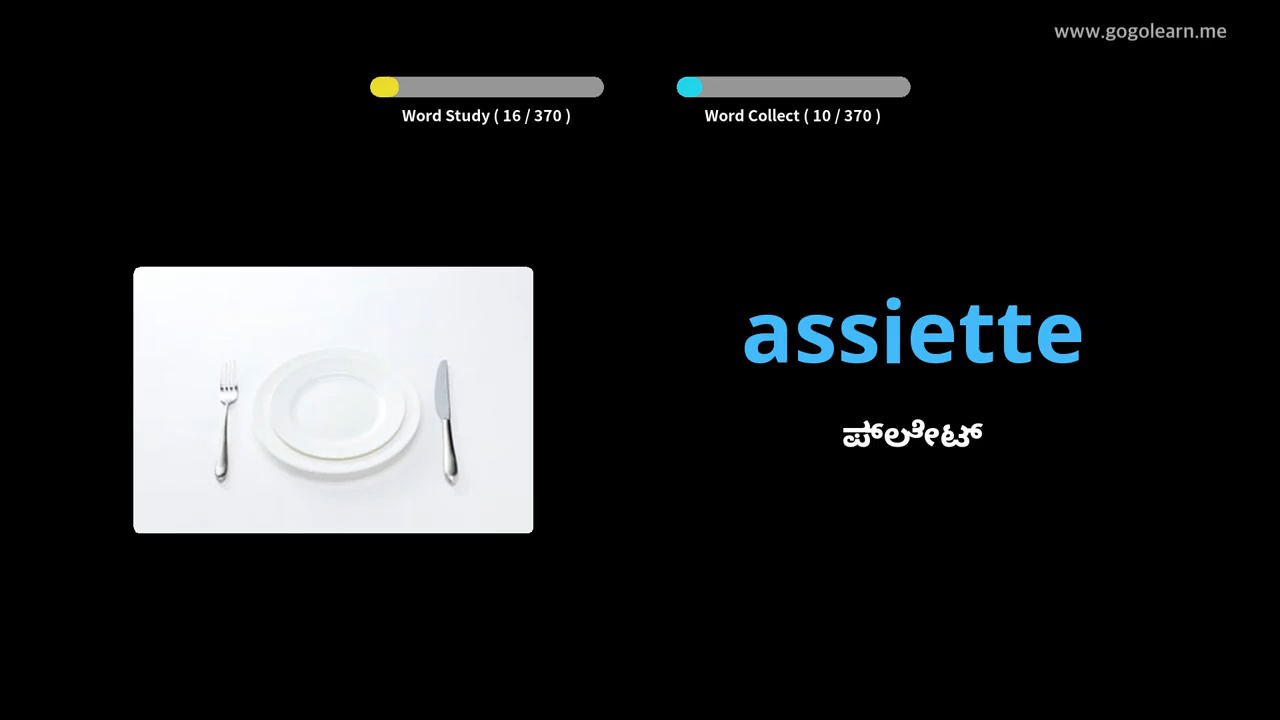 www.gogolearn.me
Word Study ( 16 / 370 )
Word Collect ( 10 / 370 )
assiette
ಪ್ಲೇಟ್